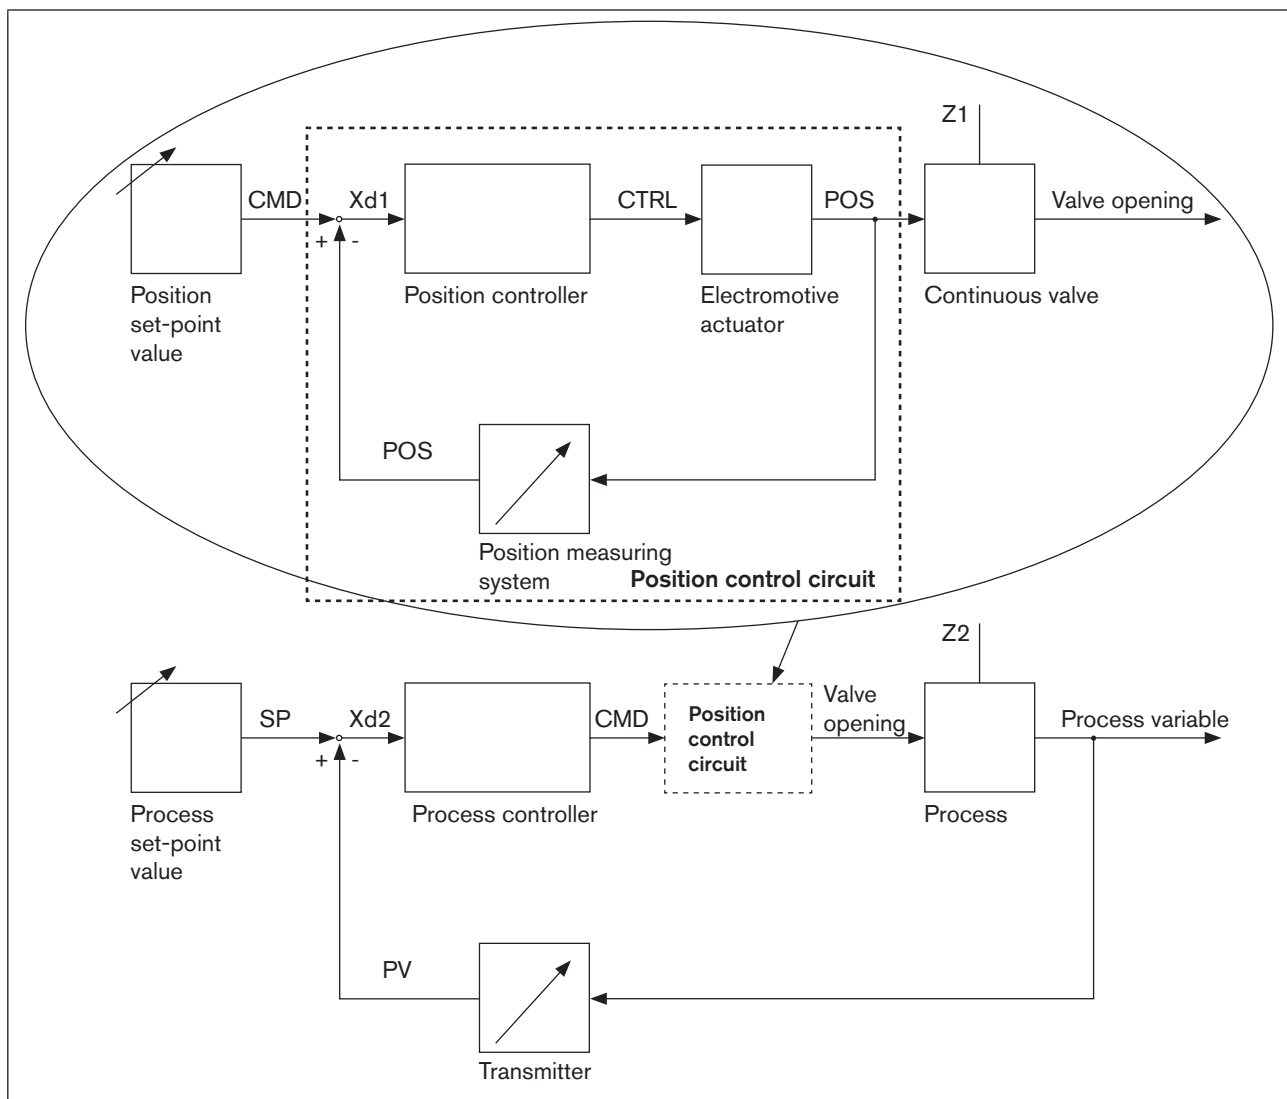 Z1
CMD
Xd1
CTRL
POS
Valve opening
+ -
Position
set-point
value
Position controller
Electromotive
actuator
Continuous valve
POS
Position measuring
system
Position control circuit
Z2
SP
Xd2
CMD
Position
control
circuit
Valve
opening
Process variable
+ -
Process
set-point
value
Process controller
Process
PV
Transmitter